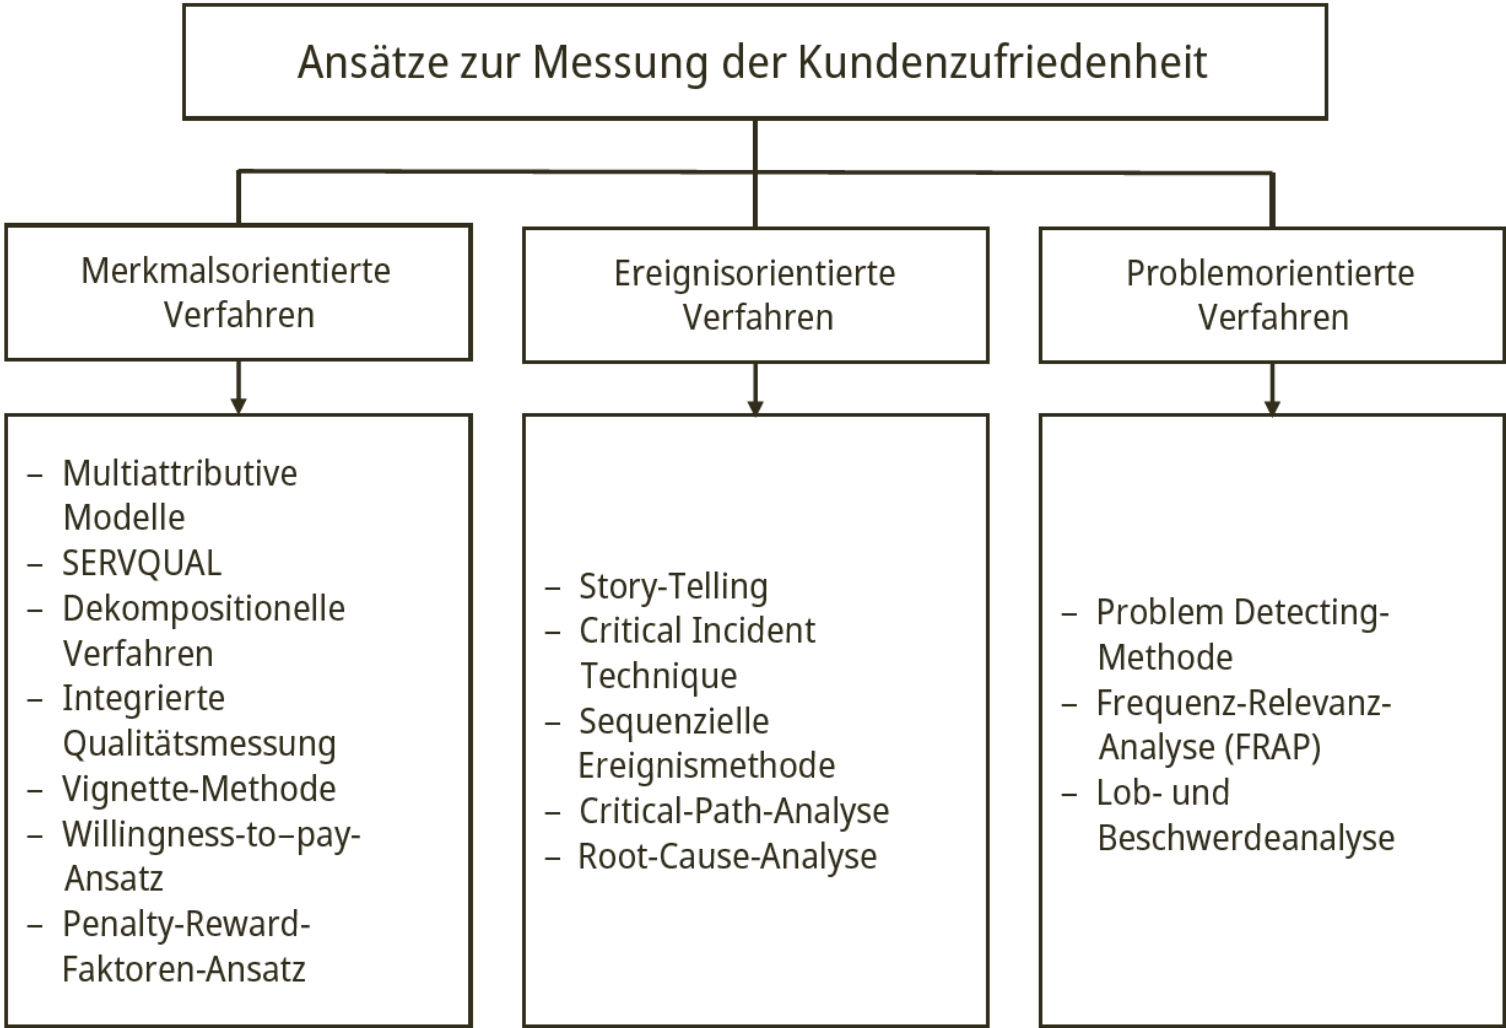 Ansätze zur Messung der Kundenzufriedenheit
Merkmalsorientierte
Verfahren
– Multiattributive
Modelle
– SERVQUAL
– Dekompositionelle
Verfahren
– Integrierte
Qualitätsmessung
– Vignette-Methode
– Willingness-to–pay-
Ansatz
– Penalty-Reward-
Faktoren-Ansatz
Ereignisorientierte
Verfahren
– Story-Telling
– Critical Incident
Technique
– Sequenzielle
Ereignismethode
– Critical-Path-Analyse
– Root-Cause-Analyse
Problemorientierte
Verfahren
– Problem Detecting-
Methode
– Frequenz-Relevanz-
Analyse (FRAP)
– Lob- und
Beschwerdeanalyse